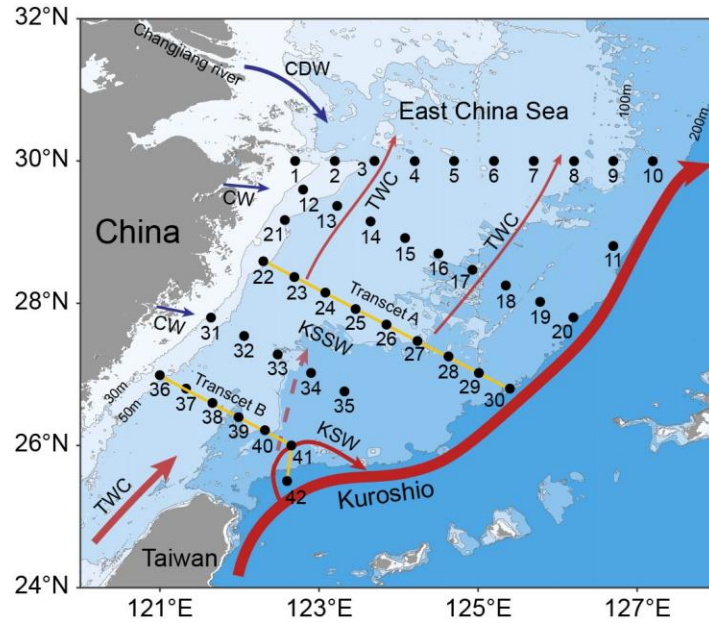 32°N
Changjiang river
CDW
East China Sea
100m
200m
30°N
1 2 3 4 5 6 7 8 9 10
TWC
TWC
CW
12
13
14
15
16
17
18
19
20
11
21
China
22
23
24
25
26
27
28
29
30
Transcet A
28°N
CW
31
32
33
34
35
KSSW
30m
50m
36
37
38
39
40
41
42
Transcet B
26°N
KSW
TWC
Kuroshio
Taiwan
24°N
121°E 123°E 125°E 127°E